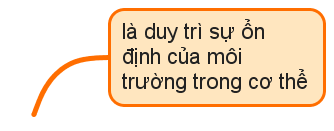 là duy trì sự ổn
định của môi
trường trong cơ thể